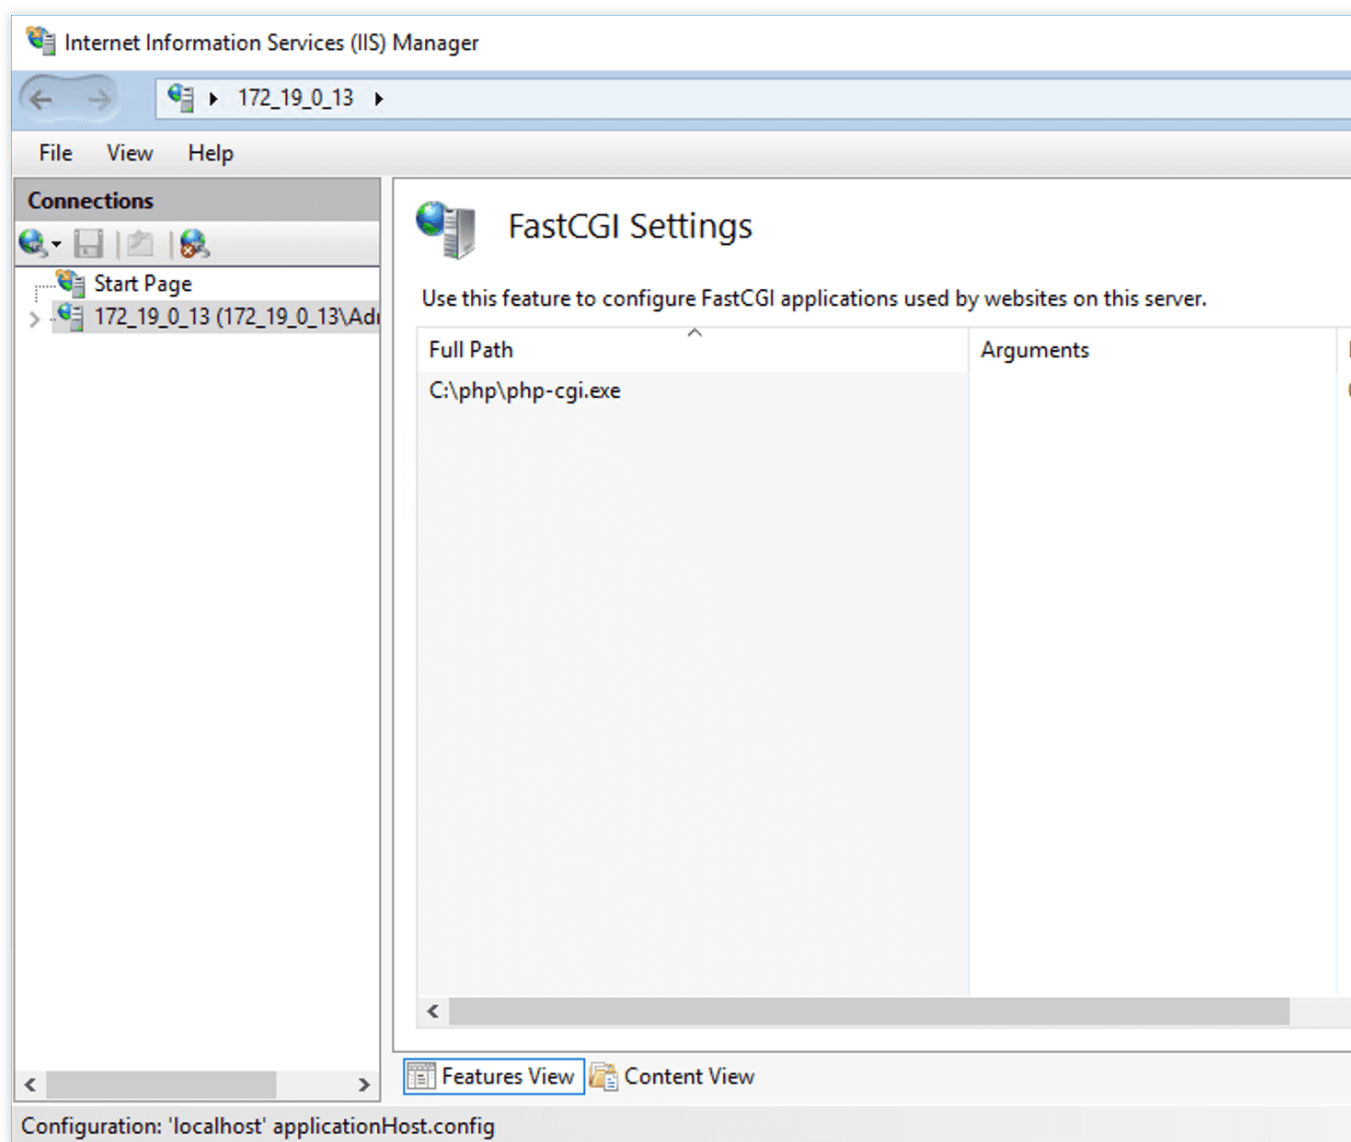 Internet Information Services (IIS) Manager
172_19_0_13
File View Help
Connections
Start Page
172_19_0_13 (172_19_0_13\Adı
FastCGI Settings
Use this feature to configure FastCGI applications used by websites on this server.
Full Path Arguments
C:\php\php-cgi.exe
Features View Content View
Configuration: 'localhost' applicationHost.config